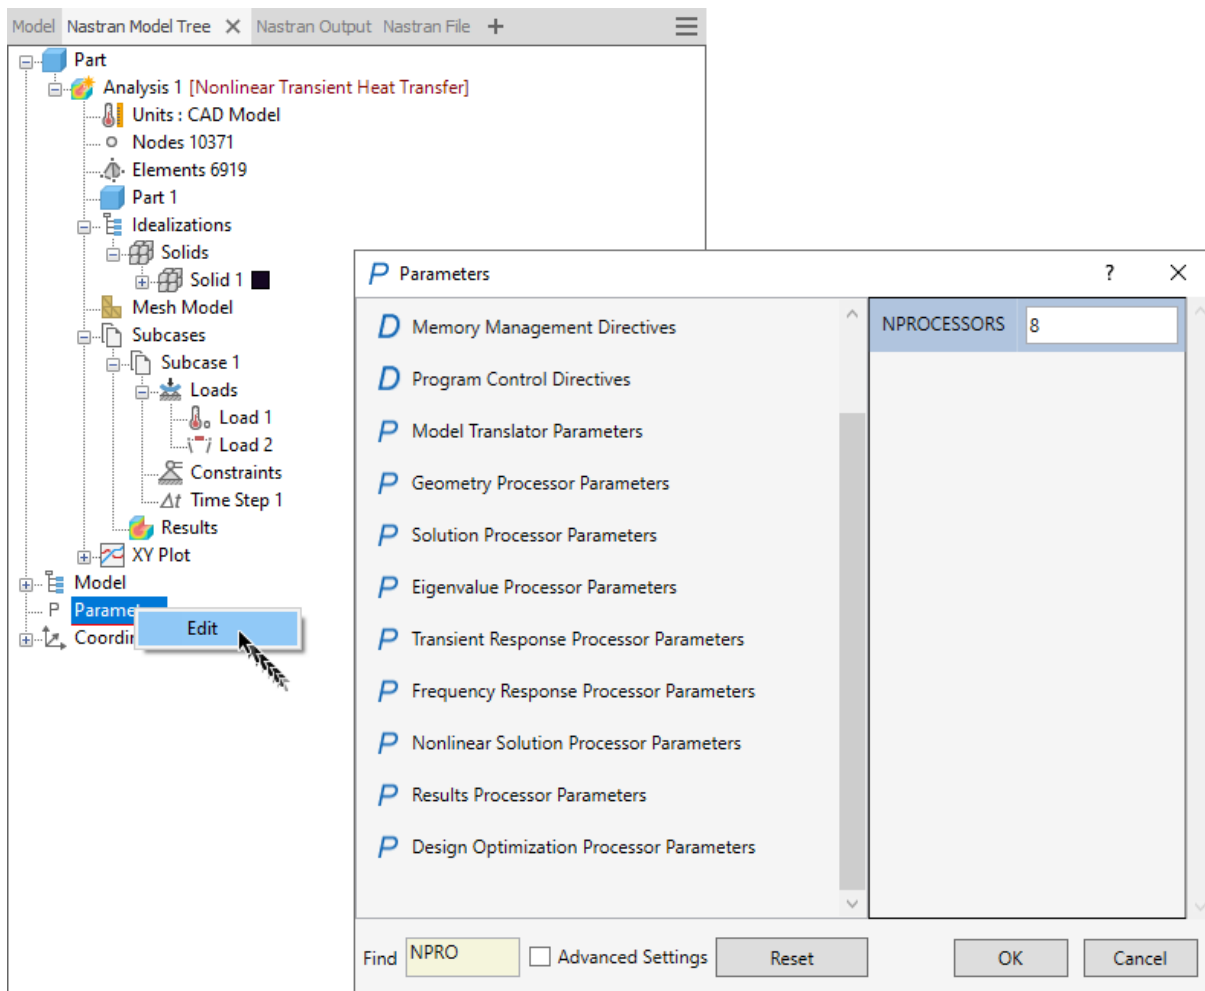 Model Nastran Model Tree Nastran Output Nastran File
Part
Analysis 1 [Nonlinear Transient Heat Transfer]
Units : CAD Model
Nodes 10371
Elements 6919
Part 1
Idealizations
Solids
Solid 1
Mesh Model
Subcases
Subcase 1
Loads
Load 1
Load 2
Constraints
Δt Time Step 1
Results
XY Plot
Model
P
Edit
P Parameters ?
D Memory Management Directives
D Program Control Directives
P Model Translator Parameters
P Geometry Processor Parameters
P Solution Processor Parameters
P Eigenvalue Processor Parameters
P Transient Response Processor Parameters
P Frequency Response Processor Parameters
P Nonlinear Solution Processor Parameters
P Results Processor Parameters
P Design Optimization Processor Parameters
NPROCESSORS 8
Find NPRO Advanced Settings Reset OK Cancel